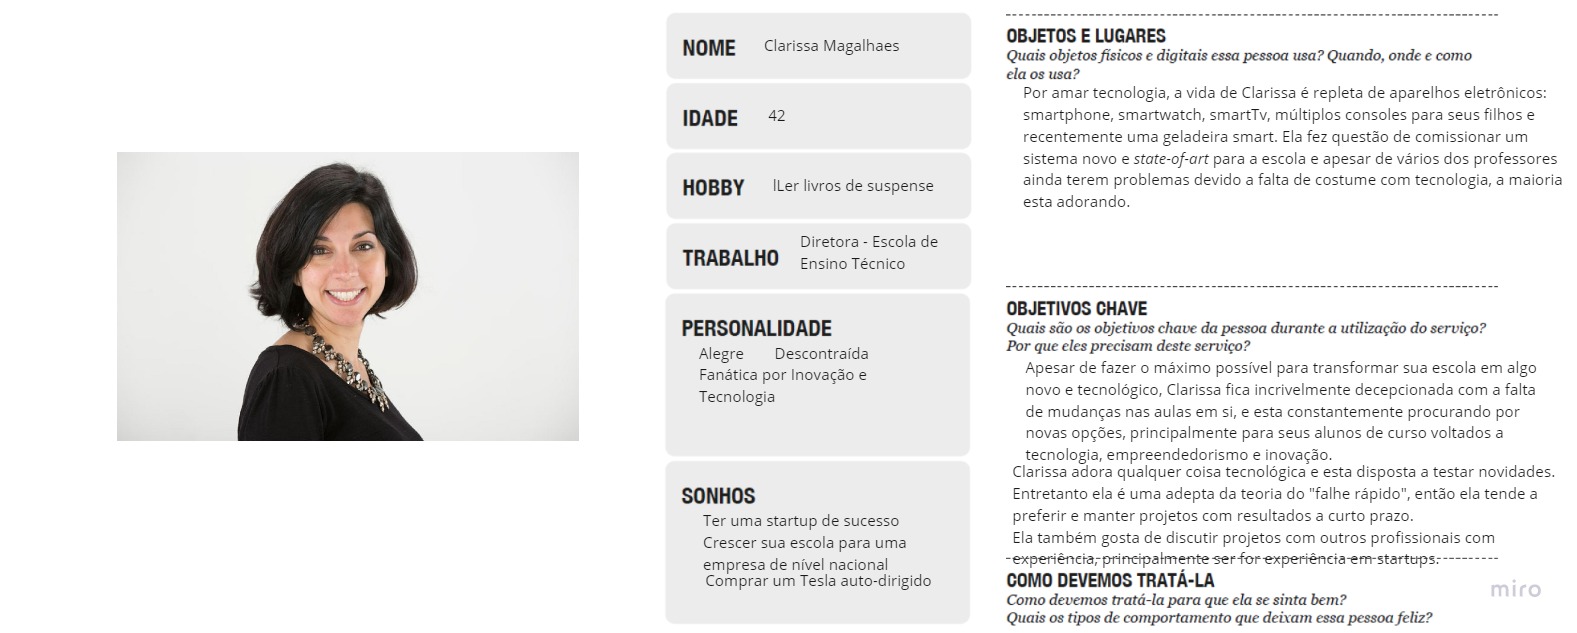 NOME
Clarissa Magalhaes
IDADE
42
HOBBY
lLer livros de suspense
TRABALHO
Diretora - Escola de
Ensino Técnico
PERSONALIDADE
Alegre Descontraída
Fanática por Inovação e
Tecnologia
SONHOS
Ter uma startup de sucesso
Crescer sua escola para uma
empresa de nível nacional
Comprar um Tesla auto-dirigido
OBJETOS E LUGARES
Quais objetos físicos e digitais essa pessoa usa? Quando, onde e como
ela os usa?
Por amar tecnologia, a vida de Clarissa é repleta de aparelhos eletrônicos:
smartphone, smartwatch, smartTv, múltiplos consoles para seus filhos e
recentemente uma geladeira smart. Ela fez questão de comissionar um
sistema novo e state-of-art para a escola e apesar de vários dos professores
ainda terem problemas devido a falta de costume com tecnologia, a maioria
esta adorando.
OBJETIVOS CHAVE
Quais são os objetivos chave da pessoa durante a utilização do serviço?
Por que eles precisam deste serviço?
Apesar de fazer o máximo possível para transformar sua escola em algo
novo e tecnológico, Clarissa fica incrivelmente decepcionada com a falta
de mudanças nas aulas em si, e esta constantemente procurando por
novas opções, principalmente para seus alunos de curso voltados a
tecnologia, empreendedorismo e inovação.
Clarissa adora qualquer coisa tecnológica e esta disposta a testar novidades.
Entretanto ela é uma adepta da teoria do "falhe rápido", então ela tende a
preferir e manter projetos com resultados a curto prazo.
Ela também gosta de discutir projetos com outros profissionais com
experiência, principalmente ser for experiência em startups.
COMO DEVEMOS TRATÁ-LA
Como devemos tratá-la para que ela se sinta bem?
Quais os tipos de comportamento que deixam essa pessoa feliz?
miro